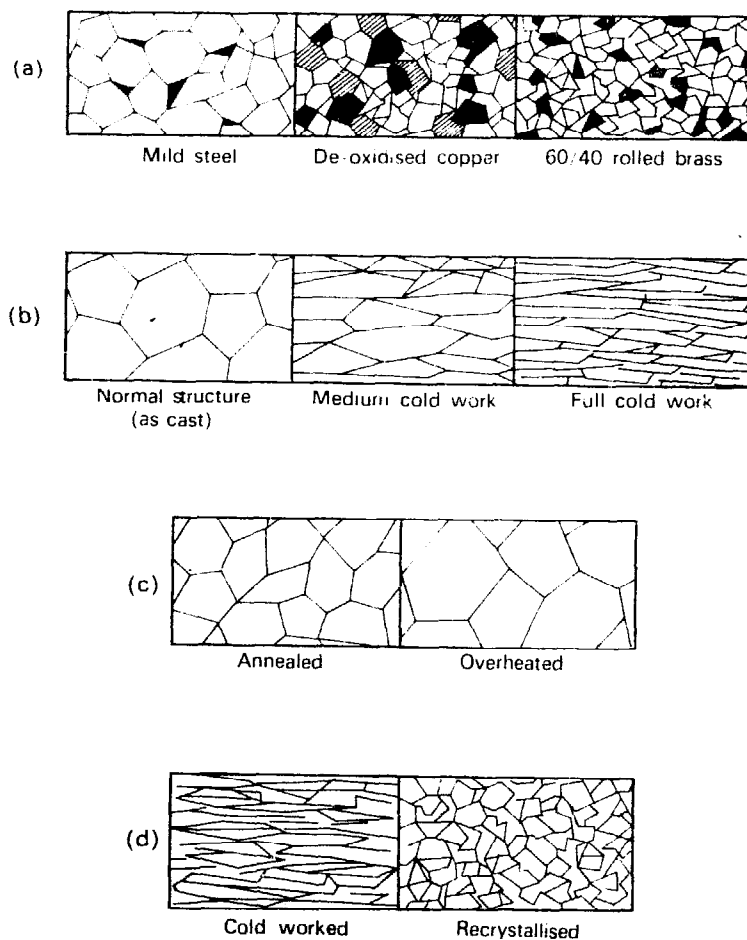 (a)
Mild steel
De-oxidised copper
60/40 rolled brass
(b)
Normal structure
(as cast)
Medium cold work
Full cold work
(c)
Annealed
Overheated
(d)
Cold worked
Recrystallised